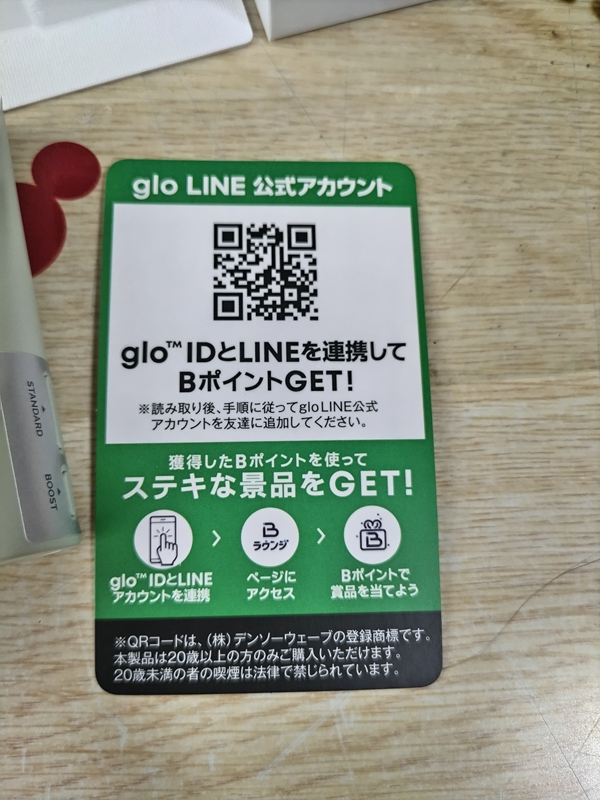 glo LINE 公式アカウント
glo™ IDとLINEを連携して
BポイントGET!
※読み取り後、手順に従ってglo LINE公式
アカウントを友達に追加してください。
獲得したBポイントを使って
ステキな景品をGET!
B
ラウンジ
B
glo™ IDとLINE
アカウントを連携
ページに
アクセス
Bポイントで
賞品を当てよう
※QRコードは、(株)デンソーウェーブの登録商標です。
本製品は20歳以上の方のみご購入いただけます。
20歳未満の者の喫煙は法律で禁じられています。
STANDARD
BOOST